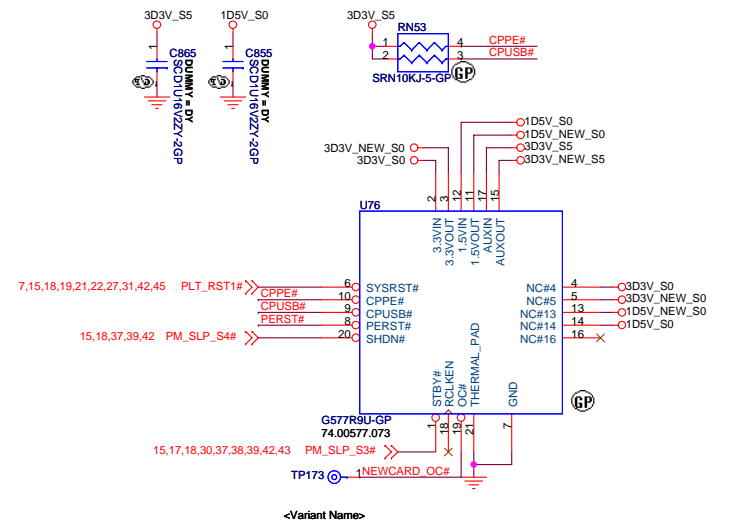 3D3V_S5
1D5V_S0
3D3V_S5
1
C865
SCD1U16V2ZY-2GP
DUMMY = DY
1
C855
SCD1U16V2ZY-2GP
DUMMY = DY
RN53
1
4
CPPE#
2
3
CPUSB#
SRN10KJ-5-GP
GP
1D5V_S0
1D5V_NEW_S0
3D3V_NEW_S0
3D3V_S5
3D3V_S0
3D3V_NEW_S5
2
3
12
11
17
15
U76
3.3VIN
3.3VOUT
1.5VIN
1.5VOUT
AUXIN
AUXOUT
7,15,18,19,21,22,27,31,42,45
PLT_RST1#
6
SYSRST#
CPPE#
10
CPPE#
CPUSB#
9
CPUSB#
PERST#
8
PERST#
15,18,37,39,42
PM_SLP_S4#
20
SHDN#
NC#4
4
3D3V_S0
NC#5
5
3D3V_NEW_S0
NC#13
13
1D5V_NEW_S0
NC#14
14
1D5V_S0
NC#16
16
STBY#
RCLKEN
OC#
THERMAL_PAD
GND
GP
G577R9U-GP
74.00577.073
1
18
19
21
7
15,17,18,30,37,38,39,42,43
PM_SLP_S3#
TP173
1
NEWCARD_OC#
<Variant Name>